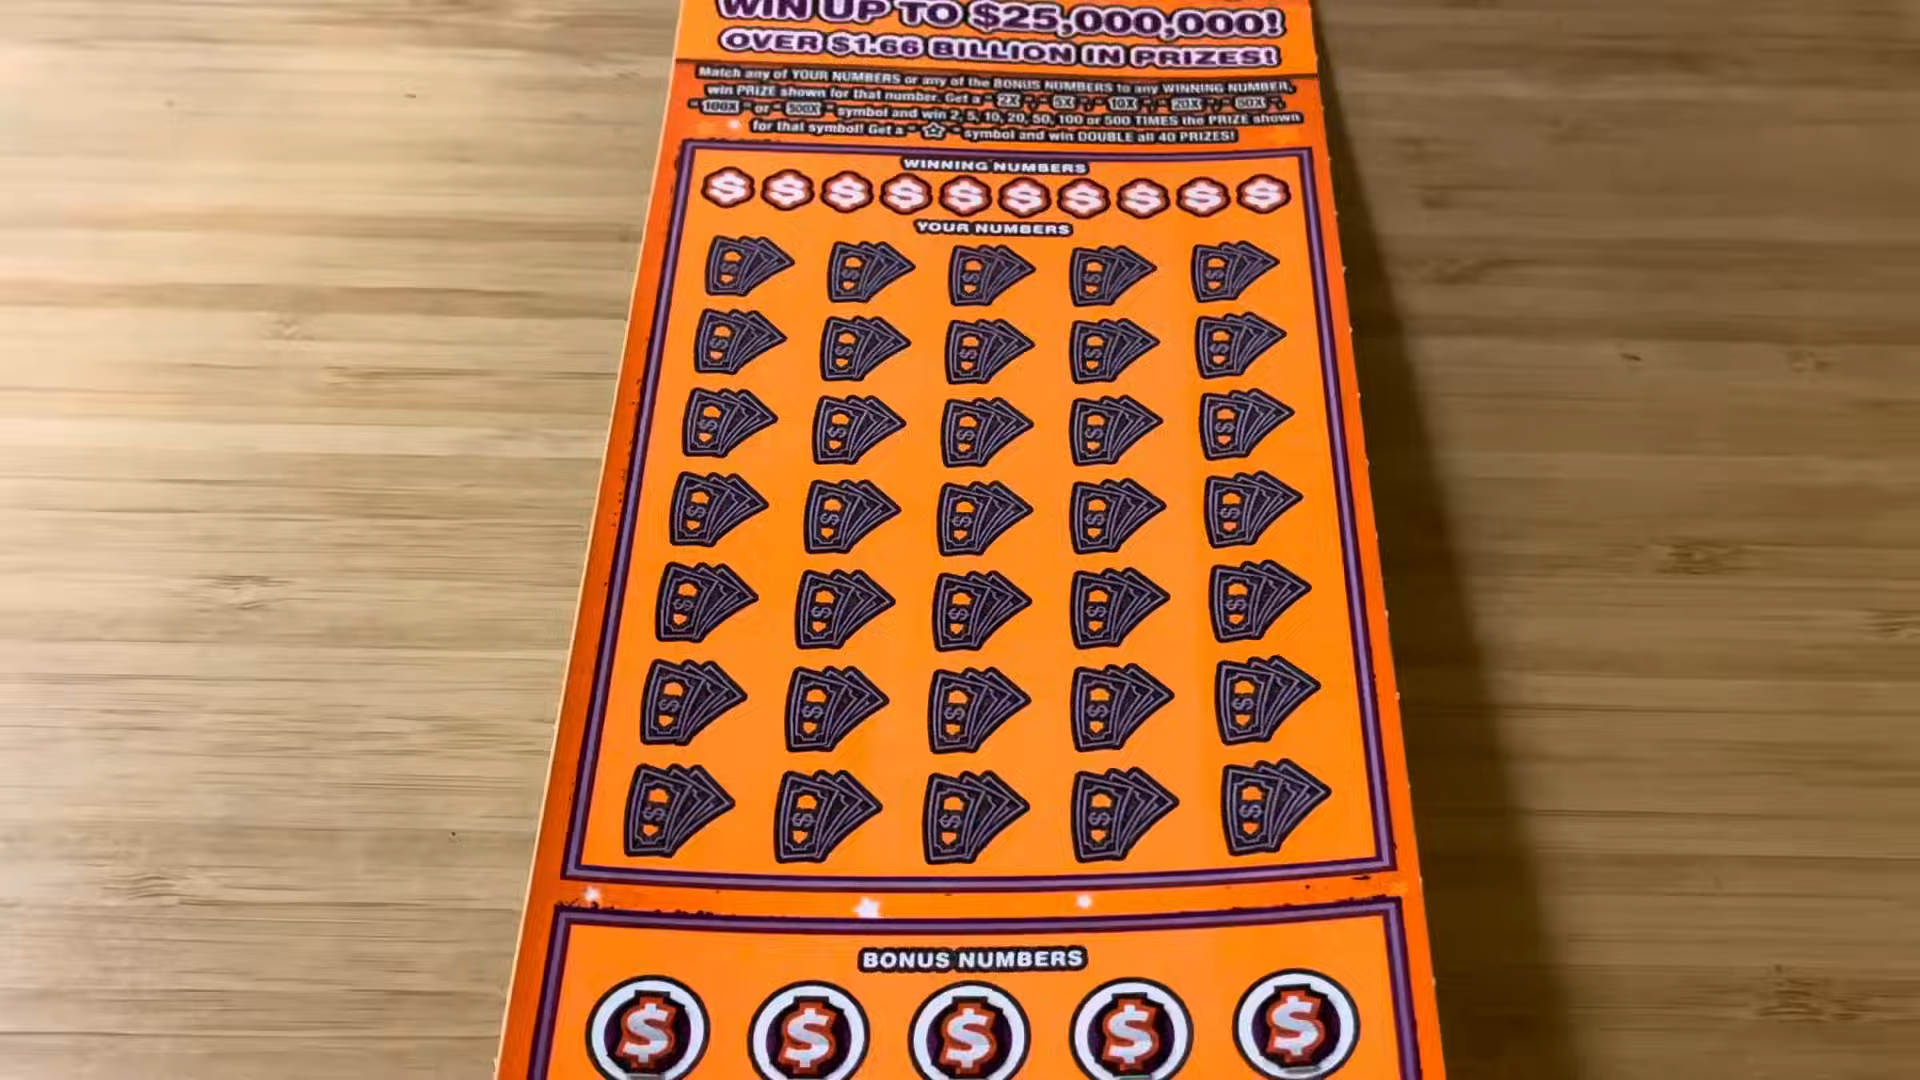 WIN UP TO $25,000,000!
OVER $1.66 BILLION IN PRIZES!
Match any of YOUR NUMBERS or any of the BONUS NUMBERS to any WINNING NUMBER,
win PRIZE shown for that number. Get a "2X", "5X", "10X", "20X", "50X",
"100X" or "500X" symbol and win 2, 5, 10, 20, 50, 100 or 500 TIMES the PRIZE shown
for that symbol! Get a " " symbol and win DOUBLE all 40 PRIZES!
WINNING NUMBERS
$ $ $ $ $ $ $ $ $ $
YOUR NUMBERS
$ $ $ $ $
$ $ $ $ $
$ $ $ $ $
$ $ $ $ $
$ $ $ $ $
$ $ $ $ $
$ $ $ $ $
BONUS NUMBERS
$ $ $ $ $